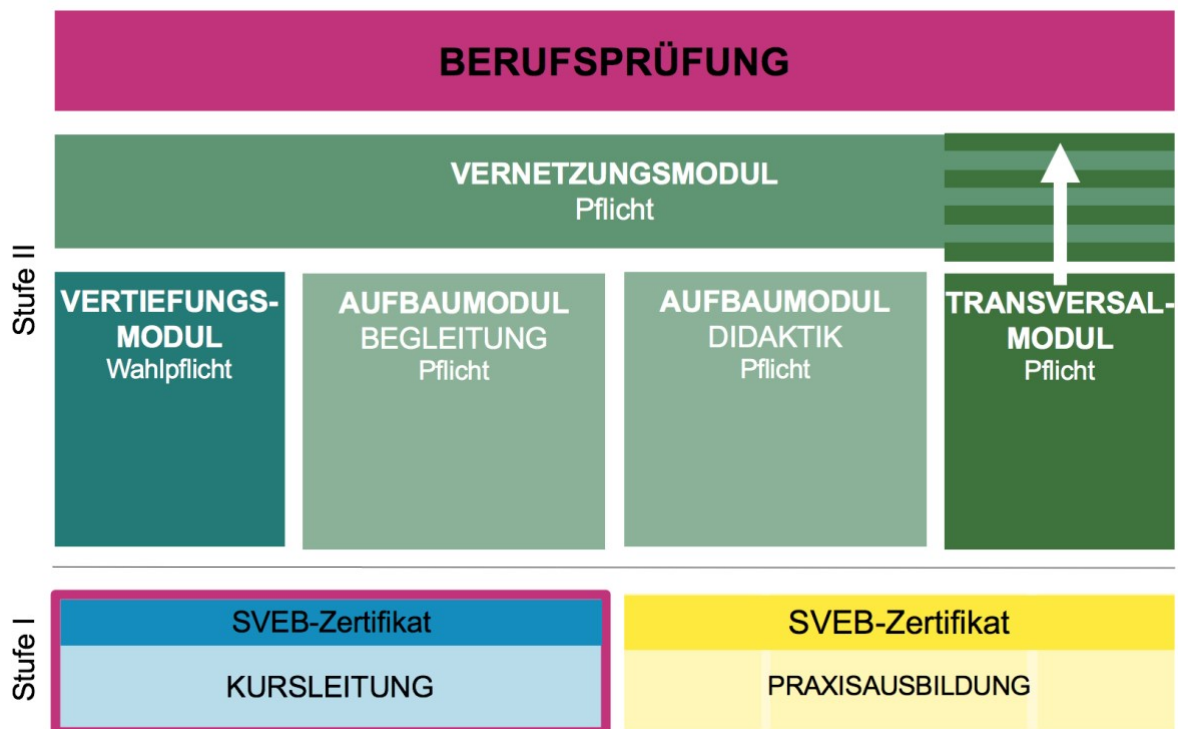 BERUFSPRÜFUNG
Stufe II
VERNETZUNGSMODUL
Pflicht
VERTIEFUNGS-
MODUL
Wahlpflicht
AUFBAUMODUL
BEGLEITUNG
Pflicht
AUFBAUMODUL
DIDAKTIK
Pflicht
TRANSVERSAL-
MODUL
Pflicht
Stufe I
SVEB-Zertifikat
KURSLEITUNG
SVEB-Zertifikat
PRAXISAUSBILDUNG